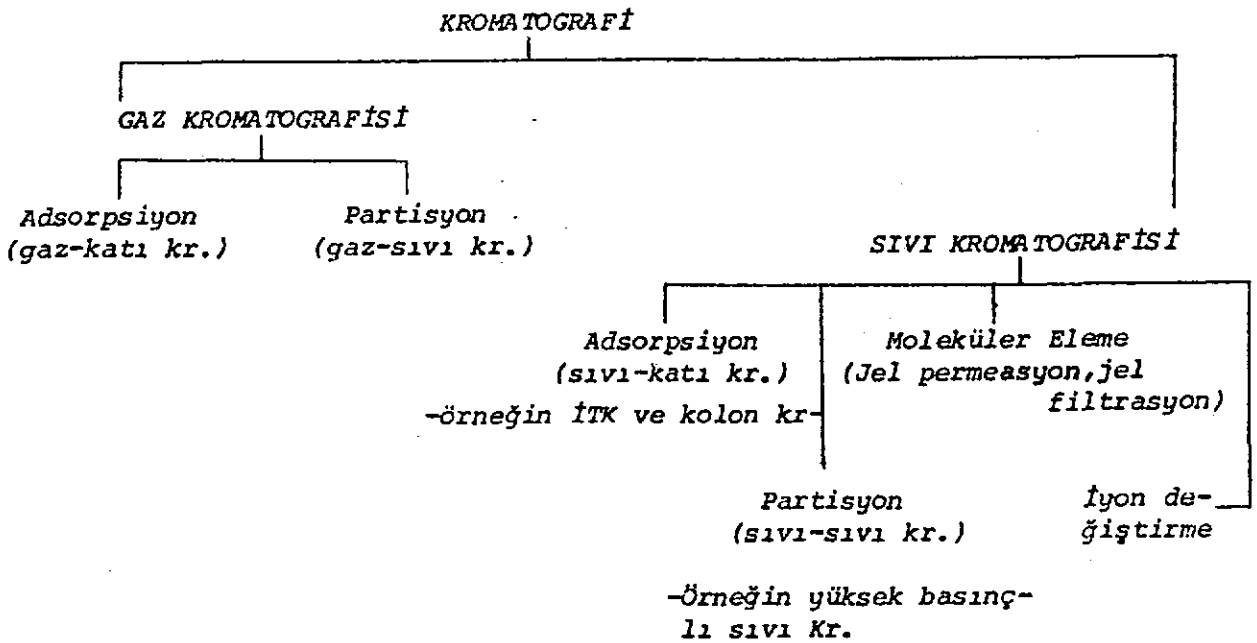 KROMATOGRAFİ
GAZ KROMATOGRAFİSİ
Adsorpsiyon
(gaz-katı kr.)
Partisyon
(gaz-sıvı kr.)
SIVI KROMATOGRAFİSİ
Adsorpsiyon
(sıvı-katı kr.)
-örneğin İTK ve kolon kr-
Moleküler Eleme
(Jel permeasyon,jel
filtrasyon)
Partisyon
(sıvı-sıvı kr.)
-Örneğin yüksek basınç-
lı sıvı Kr.
İyon de-
ğiştirme